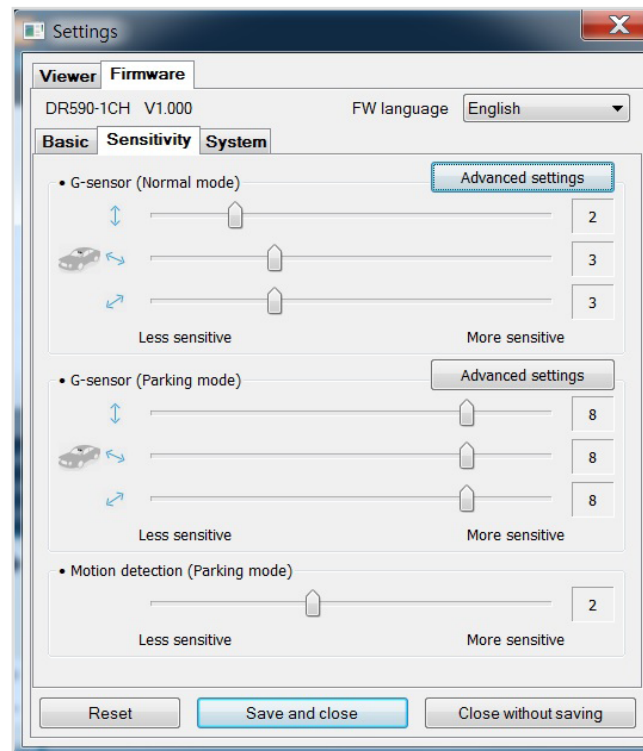 Settings
Viewer Firmware
DR590-1CH V1.000 FW language English
Basic Sensitivity System
• G-sensor (Normal mode) Advanced settings
2
3
3
Less sensitive More sensitive
• G-sensor (Parking mode) Advanced settings
8
8
8
Less sensitive More sensitive
• Motion detection (Parking mode)
2
Less sensitive More sensitive
Reset Save and close Close without saving